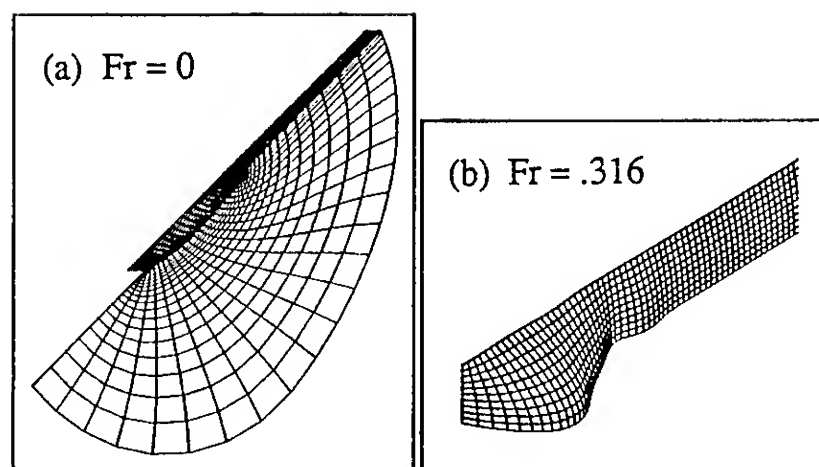 (a) Fr = 0
(b) Fr = .316